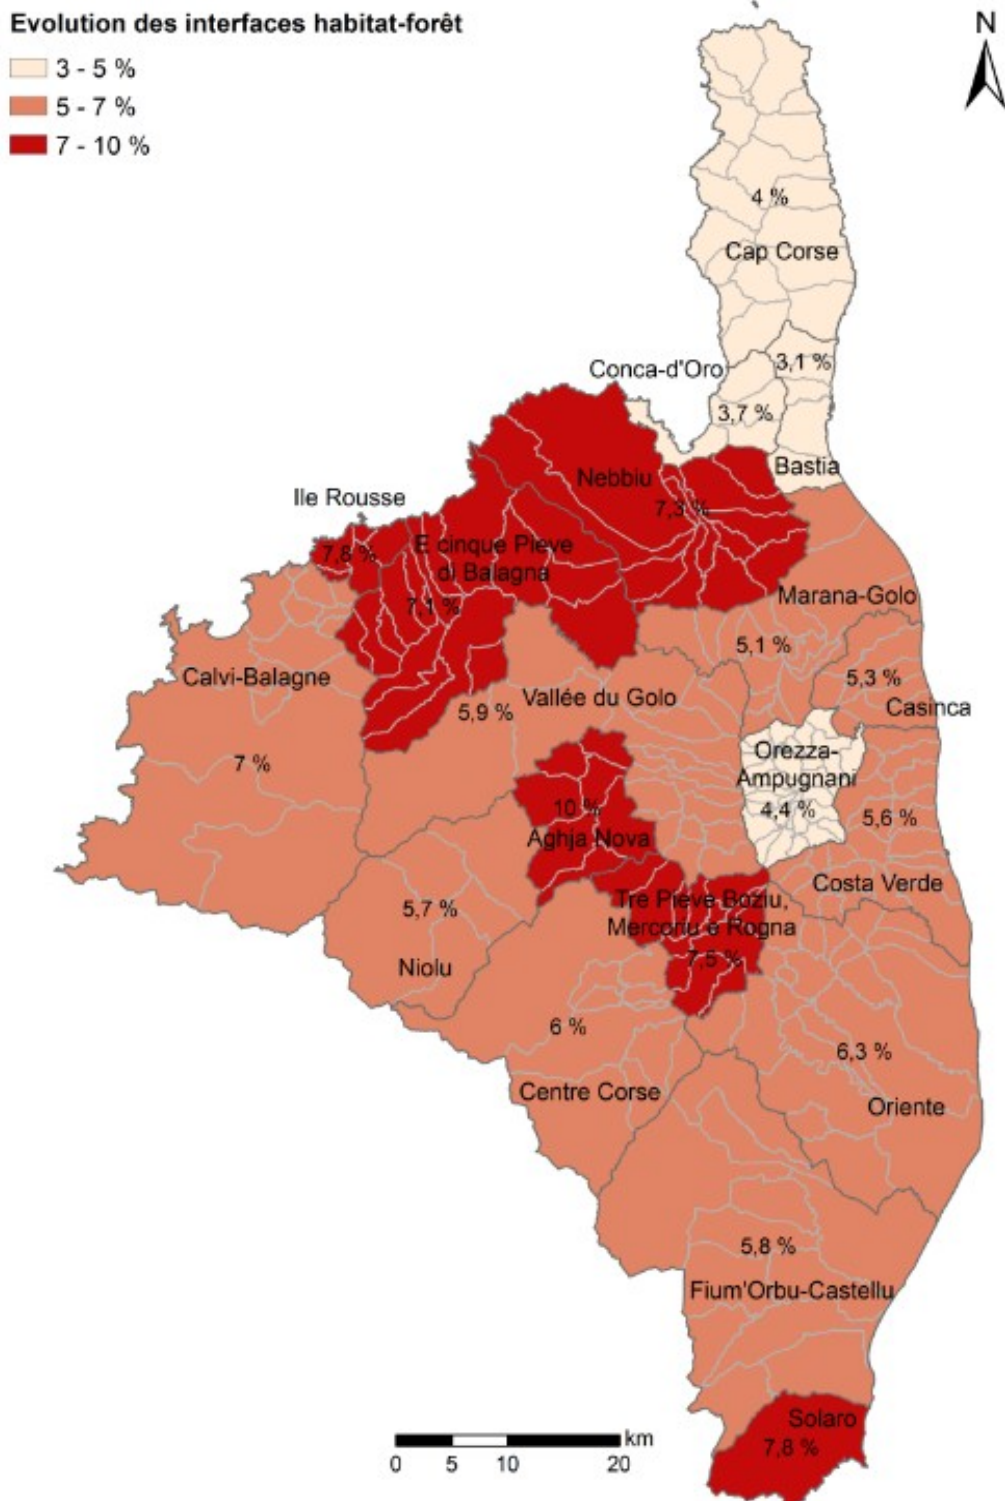 Evolution des interfaces habitat-forêt
N
3 - 5 %
5 - 7 %
7 - 10 %
4 %
Cap Corse
3,1 %
Conca-d'Oro
3,7 %
Bastia
Nebbiu
7,3 %
Ile Rousse
7,8 %
E cinque Pieve
di Balagna
7,1 %
Marana-Golo
5,1 %
5,3 %
Casinca
Calvi-Balagne
7 %
Vallée du Golo
5,9 %
Orezza-
Ampugnani
4,4 %
10 %
Aghja Nova
5,6 %
Costa Verde
Tre Pieve Boziu,
Mercoriu e Rogna
7,5 %
5,7 %
Niolu
6 %
Centre Corse
6,3 %
Oriente
5,8 %
Fium'Orbu-Castellu
Solaro
7,8 %
km
0 5 10 20